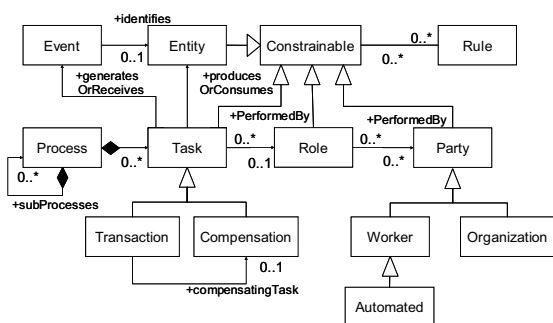 +identifies
Event
Entity
Constrainable
Rule
0..1
0..*
0..*
+generates
OrReceives
+produces
OrConsumes
+PerformedBy
+PerformedBy
Process
Task
Role
Party
0..*
0..*
0..1
0..*
0..*
0..*
+subProcesses
Transaction
Compensation
Worker
Organization
0..1
+compensatingTask
Automated